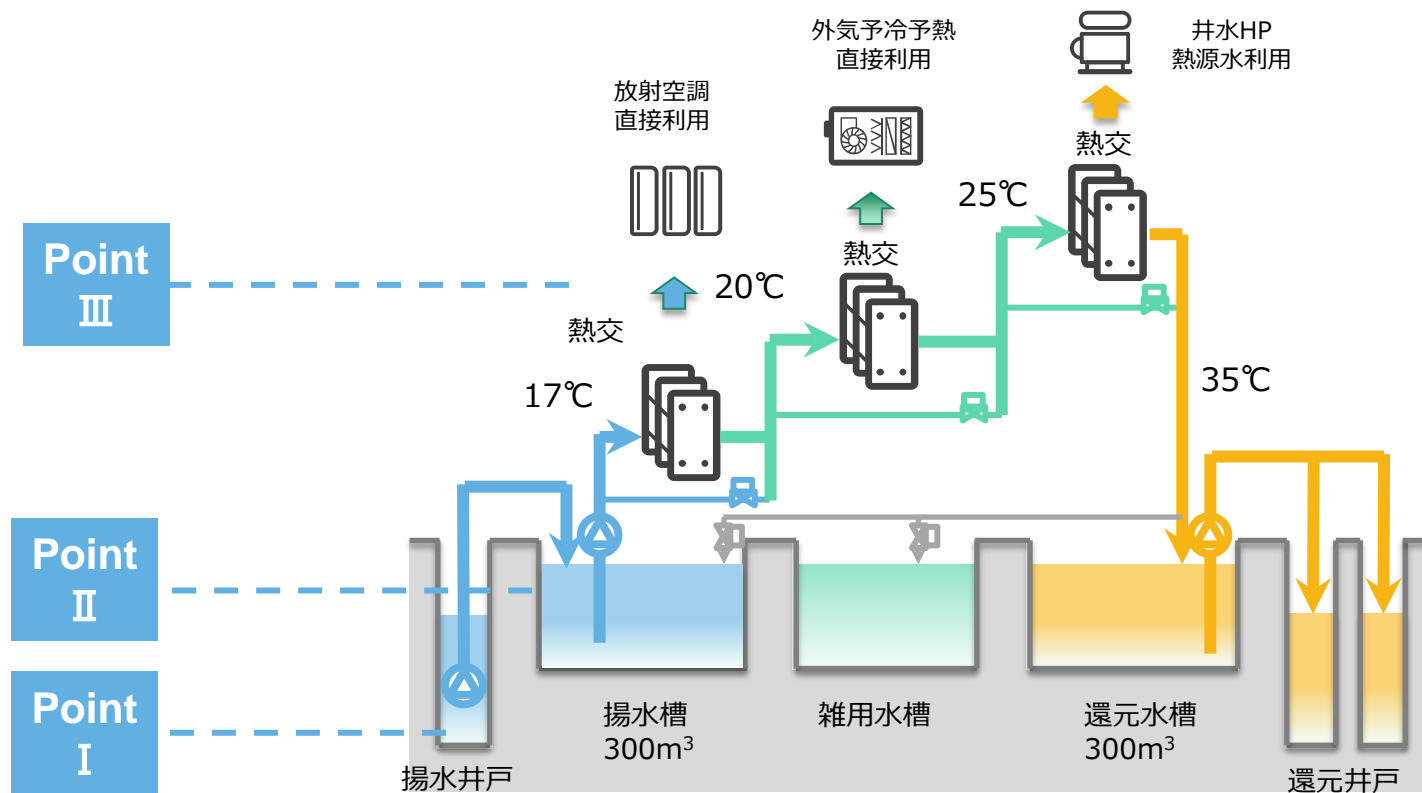 外気予冷予熱
直接利用
井水HP
熱源水利用
放射空調
直接利用
熱交
25℃
熱交
20℃
Point
Ⅲ
熱交
17℃
35℃
Point
Ⅱ
Point
Ⅰ
揚水槽
300m³
雑用水槽
還元水槽
300m³
揚水井戸
還元井戸